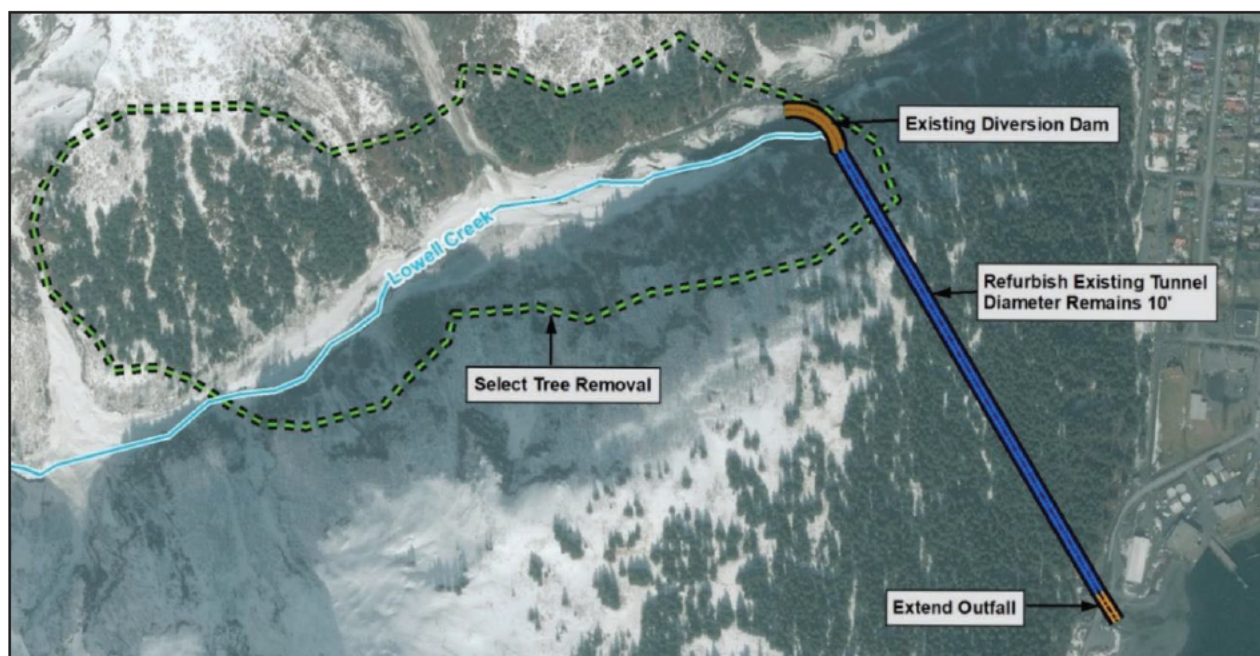 Existing Diversion Dam
Lowell Creek
Refurbish Existing Tunnel
Diameter Remains 10'
Select Tree Removal
Extend Outfall